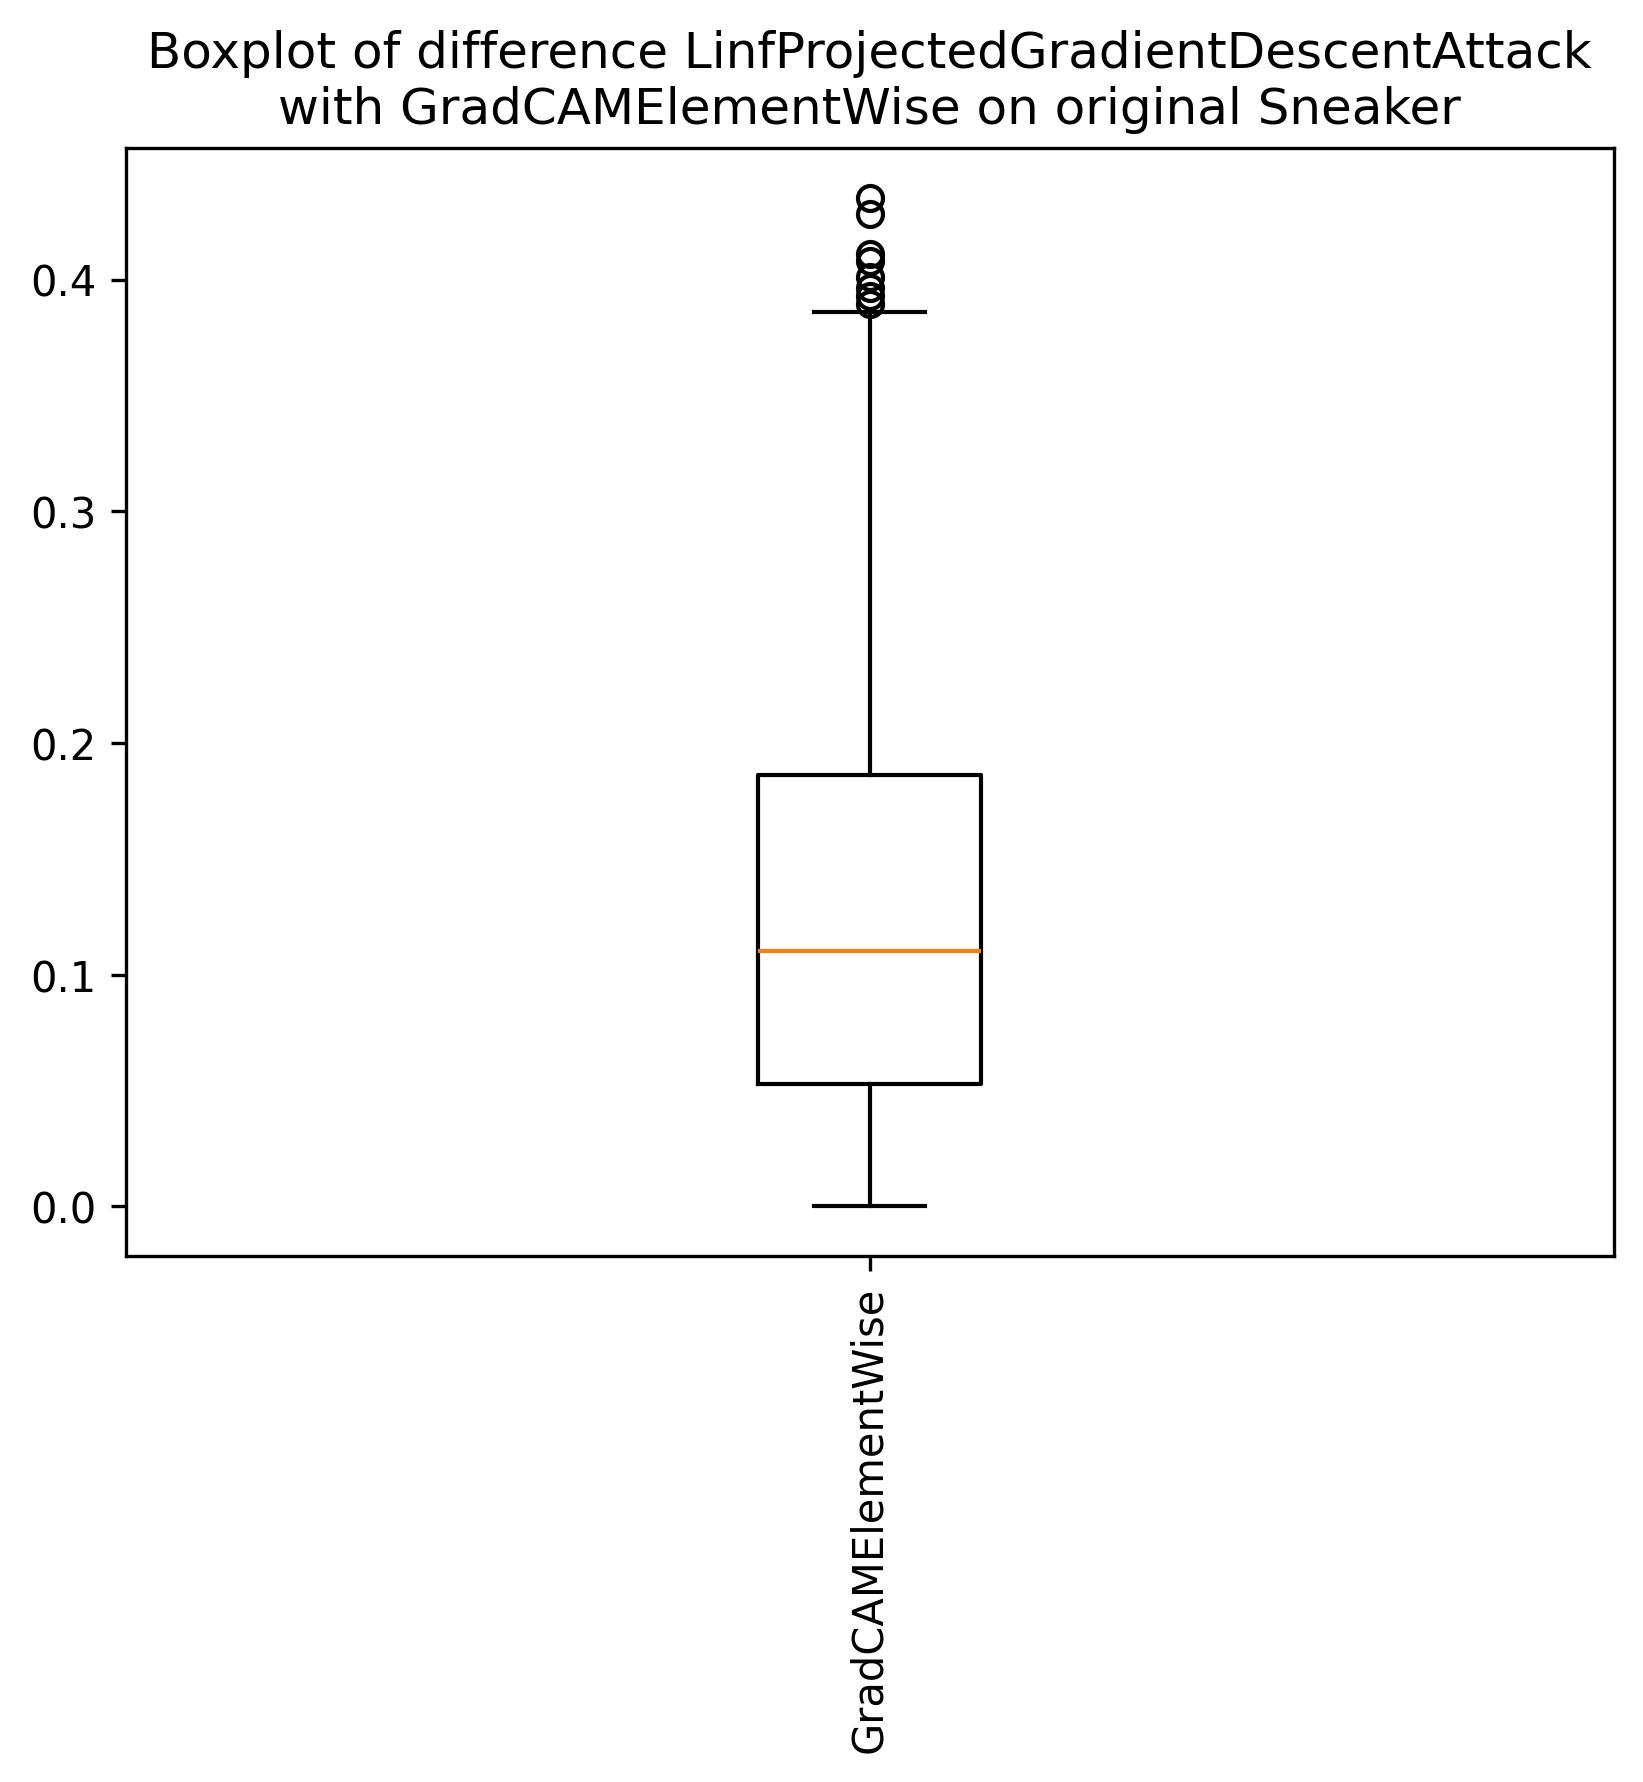 Boxplot of difference LinfProjectedGradientDescentAttack
with GradCAMElementWise on original Sneaker
0.4
0.3
0.2
0.1
0.0
GradCAMElementWise